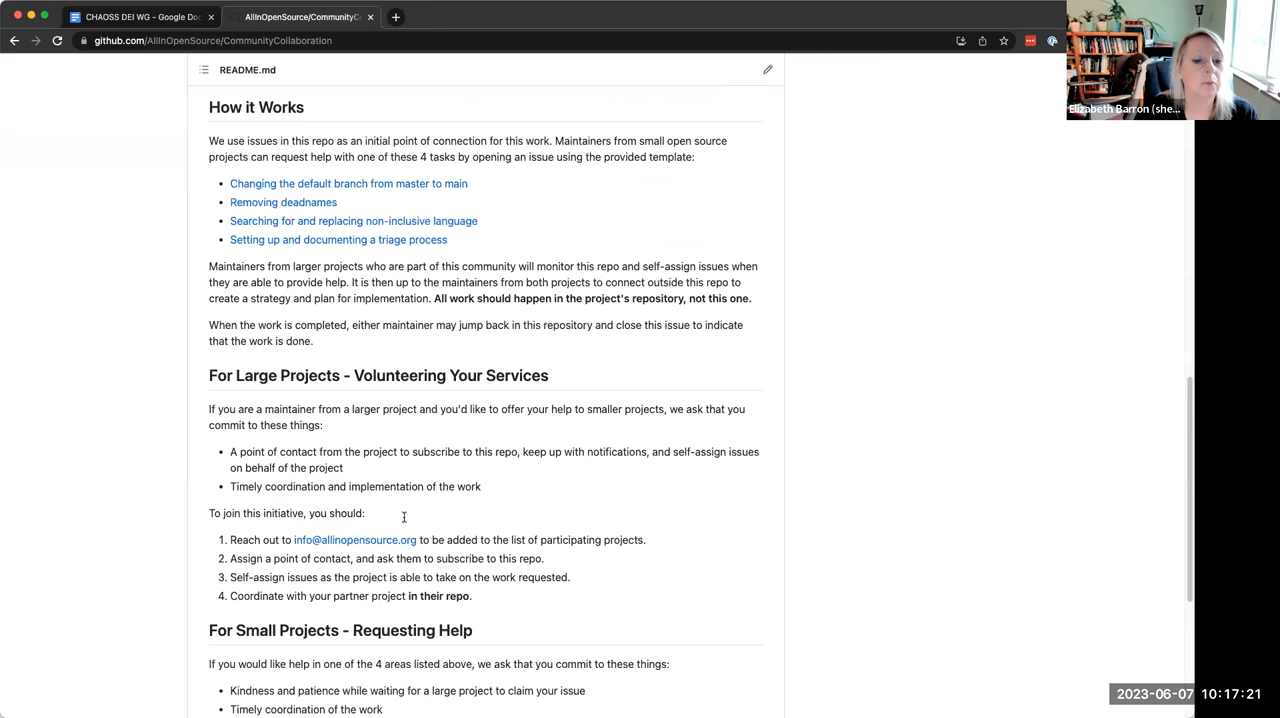 CHAOSS DEI WG - Google Doc
AllInOpenSource/CommunityCo
github.com/AllInOpenSource/CommunityCollaboration
Elizabeth Barron (she...
README.md
How it Works
We use issues in this repo as an initial point of connection for this work. Maintainers from small open source
projects can request help with one of these 4 tasks by opening an issue using the provided template:
• Changing the default branch from master to main
• Removing deadnames
• Searching for and replacing non-inclusive language
• Setting up and documenting a triage process
Maintainers from larger projects who are part of this community will monitor this repo and self-assign issues when
they are able to provide help. It is then up to the maintainers from both projects to connect outside this repo to
create a strategy and plan for implementation. All work should happen in the project's repository, not this one.
When the work is completed, either maintainer may jump back in this repository and close this issue to indicate
that the work is done.
For Large Projects - Volunteering Your Services
If you are a maintainer from a larger project and you'd like to offer your help to smaller projects, we ask that you
commit to these things:
• A point of contact from the project to subscribe to this repo, keep up with notifications, and self-assign issues
on behalf of the project
• Timely coordination and implementation of the work
To join this initiative, you should:
1. Reach out to info@allinopensource.org to be added to the list of participating projects.
2. Assign a point of contact, and ask them to subscribe to this repo.
3. Self-assign issues as the project is able to take on the work requested.
4. Coordinate with your partner project in their repo.
For Small Projects - Requesting Help
If you would like help in one of the 4 areas listed above, we ask that you commit to these things:
• Kindness and patience while waiting for a large project to claim your issue
• Timely coordination of the work
2023-06-07 10:17:21